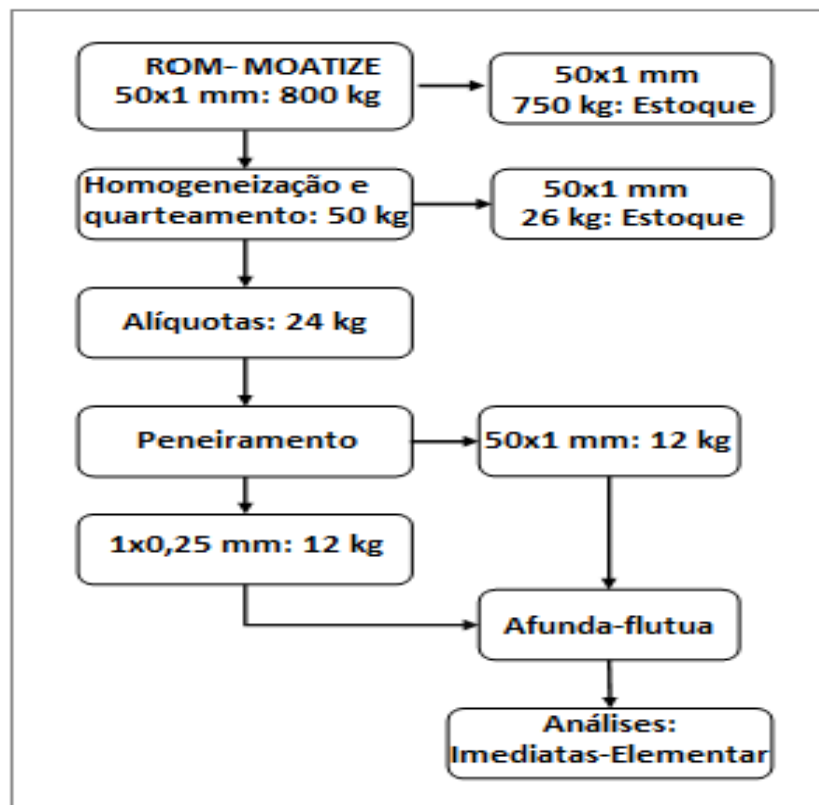 ROM- MOATIZE
50x1 mm: 800 kg
50x1 mm
750 kg: Estoque
Homogeneização e
quarteamento: 50 kg
50x1 mm
26 kg: Estoque
Alíquotas: 24 kg
Peneiramento
50x1 mm: 12 kg
1x0,25 mm: 12 kg
Afunda-flutua
Análises:
Imediatas-Elementar